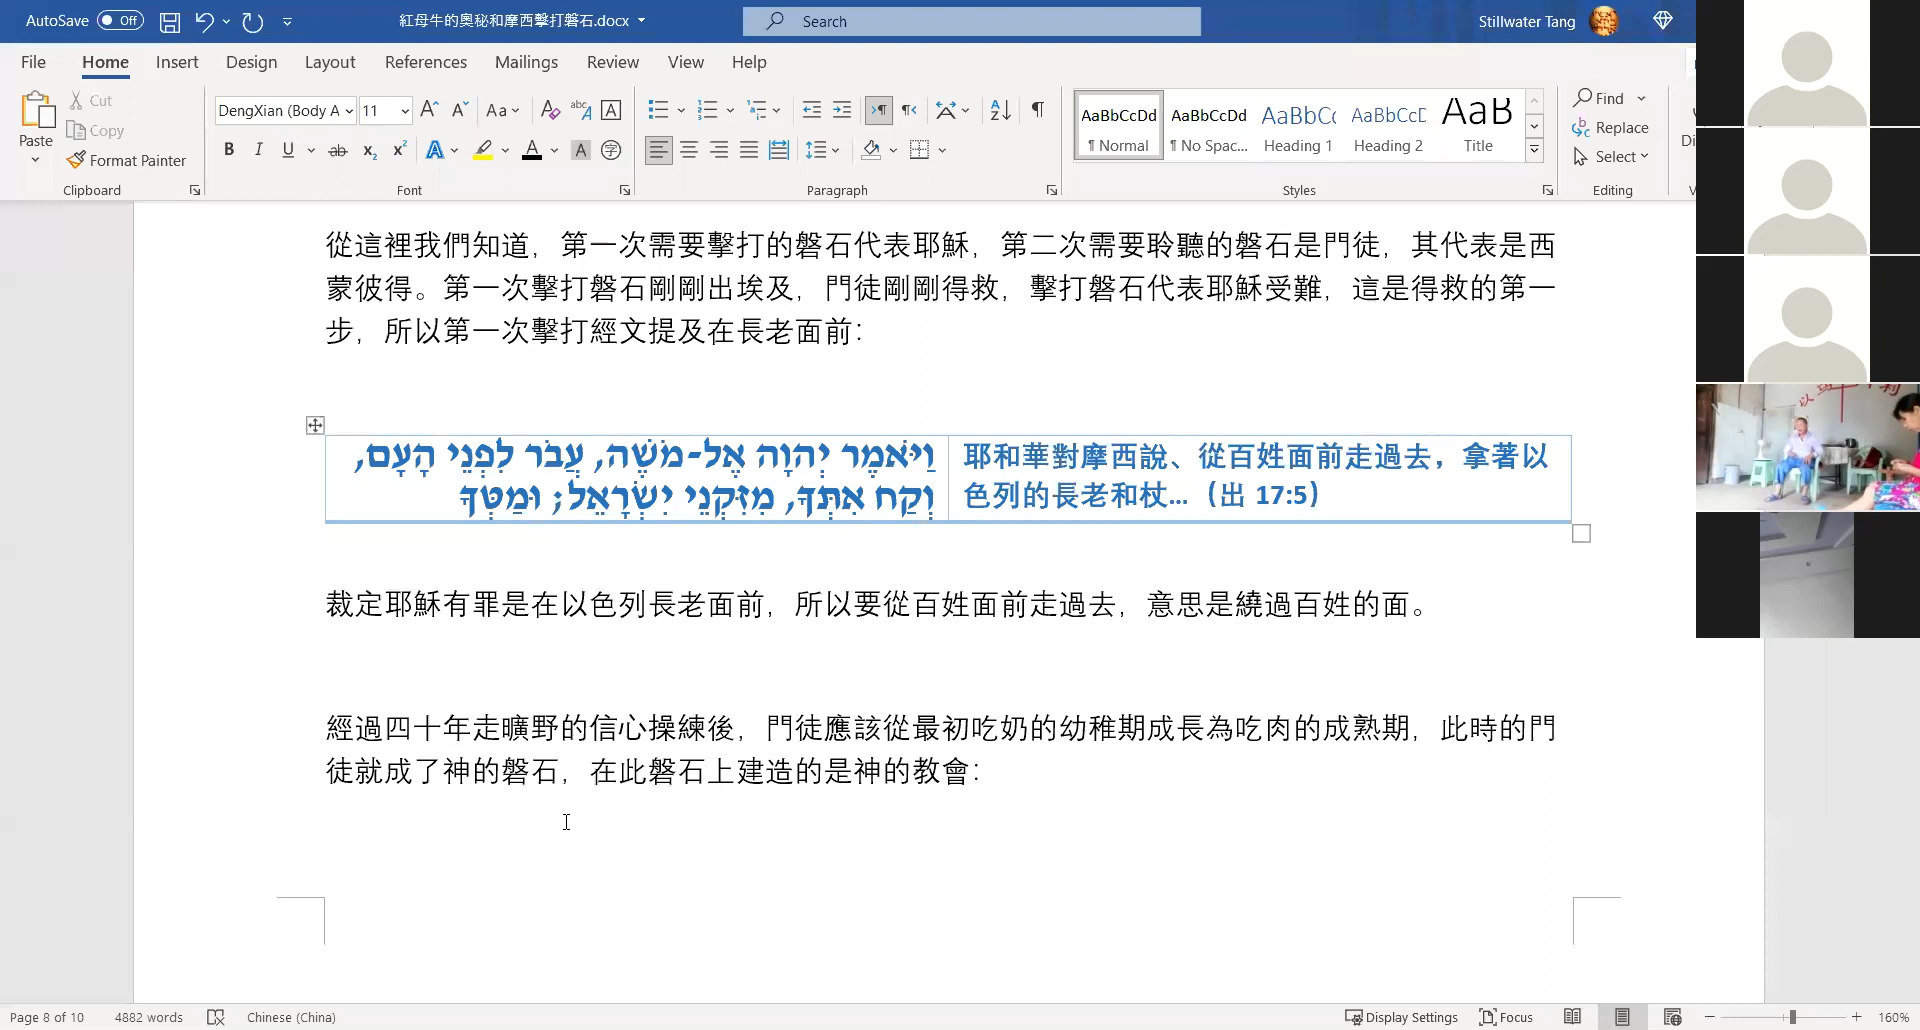 AutoSave Off 紅母牛的奧秘和摩西擊打磐石.docx Search Stillwater Tang
File Home Insert Design Layout References Mailings Review View Help
Paste Cut Copy Format Painter
DengXian (Body A 11
AaBbCcDd AaBbCcDd AaBbCc AaBbCcD AaB
¶ Normal ¶ No Spac... Heading 1 Heading 2 Title
Find
Replace
Select
Clipboard Font Paragraph Styles Editing
從這裡我們知道，第一次需要擊打的磐石代表耶穌，第二次需要聆聽的磐石是門徒，其代表是西
蒙彼得。第一次擊打磐石剛剛出埃及，門徒剛剛得救，擊打磐石代表耶穌受難，這是得救的第一
步，所以第一次擊打經文提及在長老面前：
וַיֹּאמֶר יְהוָה אֶל-מֹשֶׁה, עֲבֹר לִפְנֵי הָעָם,
וְקַח אִתְּךָ, מִזִּקְנֵי יִשְׂרָאֵל; וּמַטְּךָ
耶和華對摩西說、從百姓面前走過去，拿著以
色列的長老和杖…（出 17:5）
裁定耶穌有罪是在以色列長老面前，所以要從百姓面前走過去，意思是繞過百姓的面。
經過四十年走曠野的信心操練後，門徒應該從最初吃奶的幼稚期成長為吃肉的成熟期，此時的門
徒就成了神的磐石，在此磐石上建造的是神的教會：
Page 8 of 10 4882 words Chinese (China) Display Settings Focus 160%